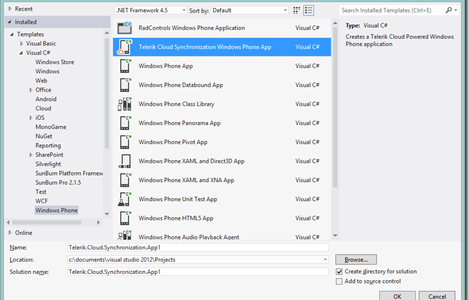 Recent
.NET Framework 4.5
Sort by: Default
Search Installed Templates (Ctrl+E)
Installed
Templates
Visual Basic
Visual C#
Windows Store
Windows
Web
Office
Android
Cloud
iOS
MonoGame
NuGet
Reporting
SharePoint
Silverlight
SunBurn Platform Framew
SunBurn Pro 2.1.5
Test
WCF
Windows Phone
Online
RadControls Windows Phone Application Visual C#
Telerik Cloud Synchronization Windows Phone App Visual C#
Windows Phone App Visual C#
Windows Phone Databound App Visual C#
Windows Phone Class Library Visual C#
Windows Phone Panorama App Visual C#
Windows Phone Pivot App Visual C#
Windows Phone XAML and Direct3D App Visual C#
Windows Phone XAML and XNA App Visual C#
Windows Phone Unit Test App Visual C#
Windows Phone HTML5 App Visual C#
Windows Phone Audio Playback Agent Visual C#
Type: Visual C#
Creates a Telerik Cloud Powered Windows
Phone application
Name: Telerik.Cloud.Synchronization.App1
Location: c:\documents\visual studio 2012\Projects
Browse...
Solution name: Telerik.Cloud.Synchronization.App1
Create directory for solution
Add to source control
OK Cancel